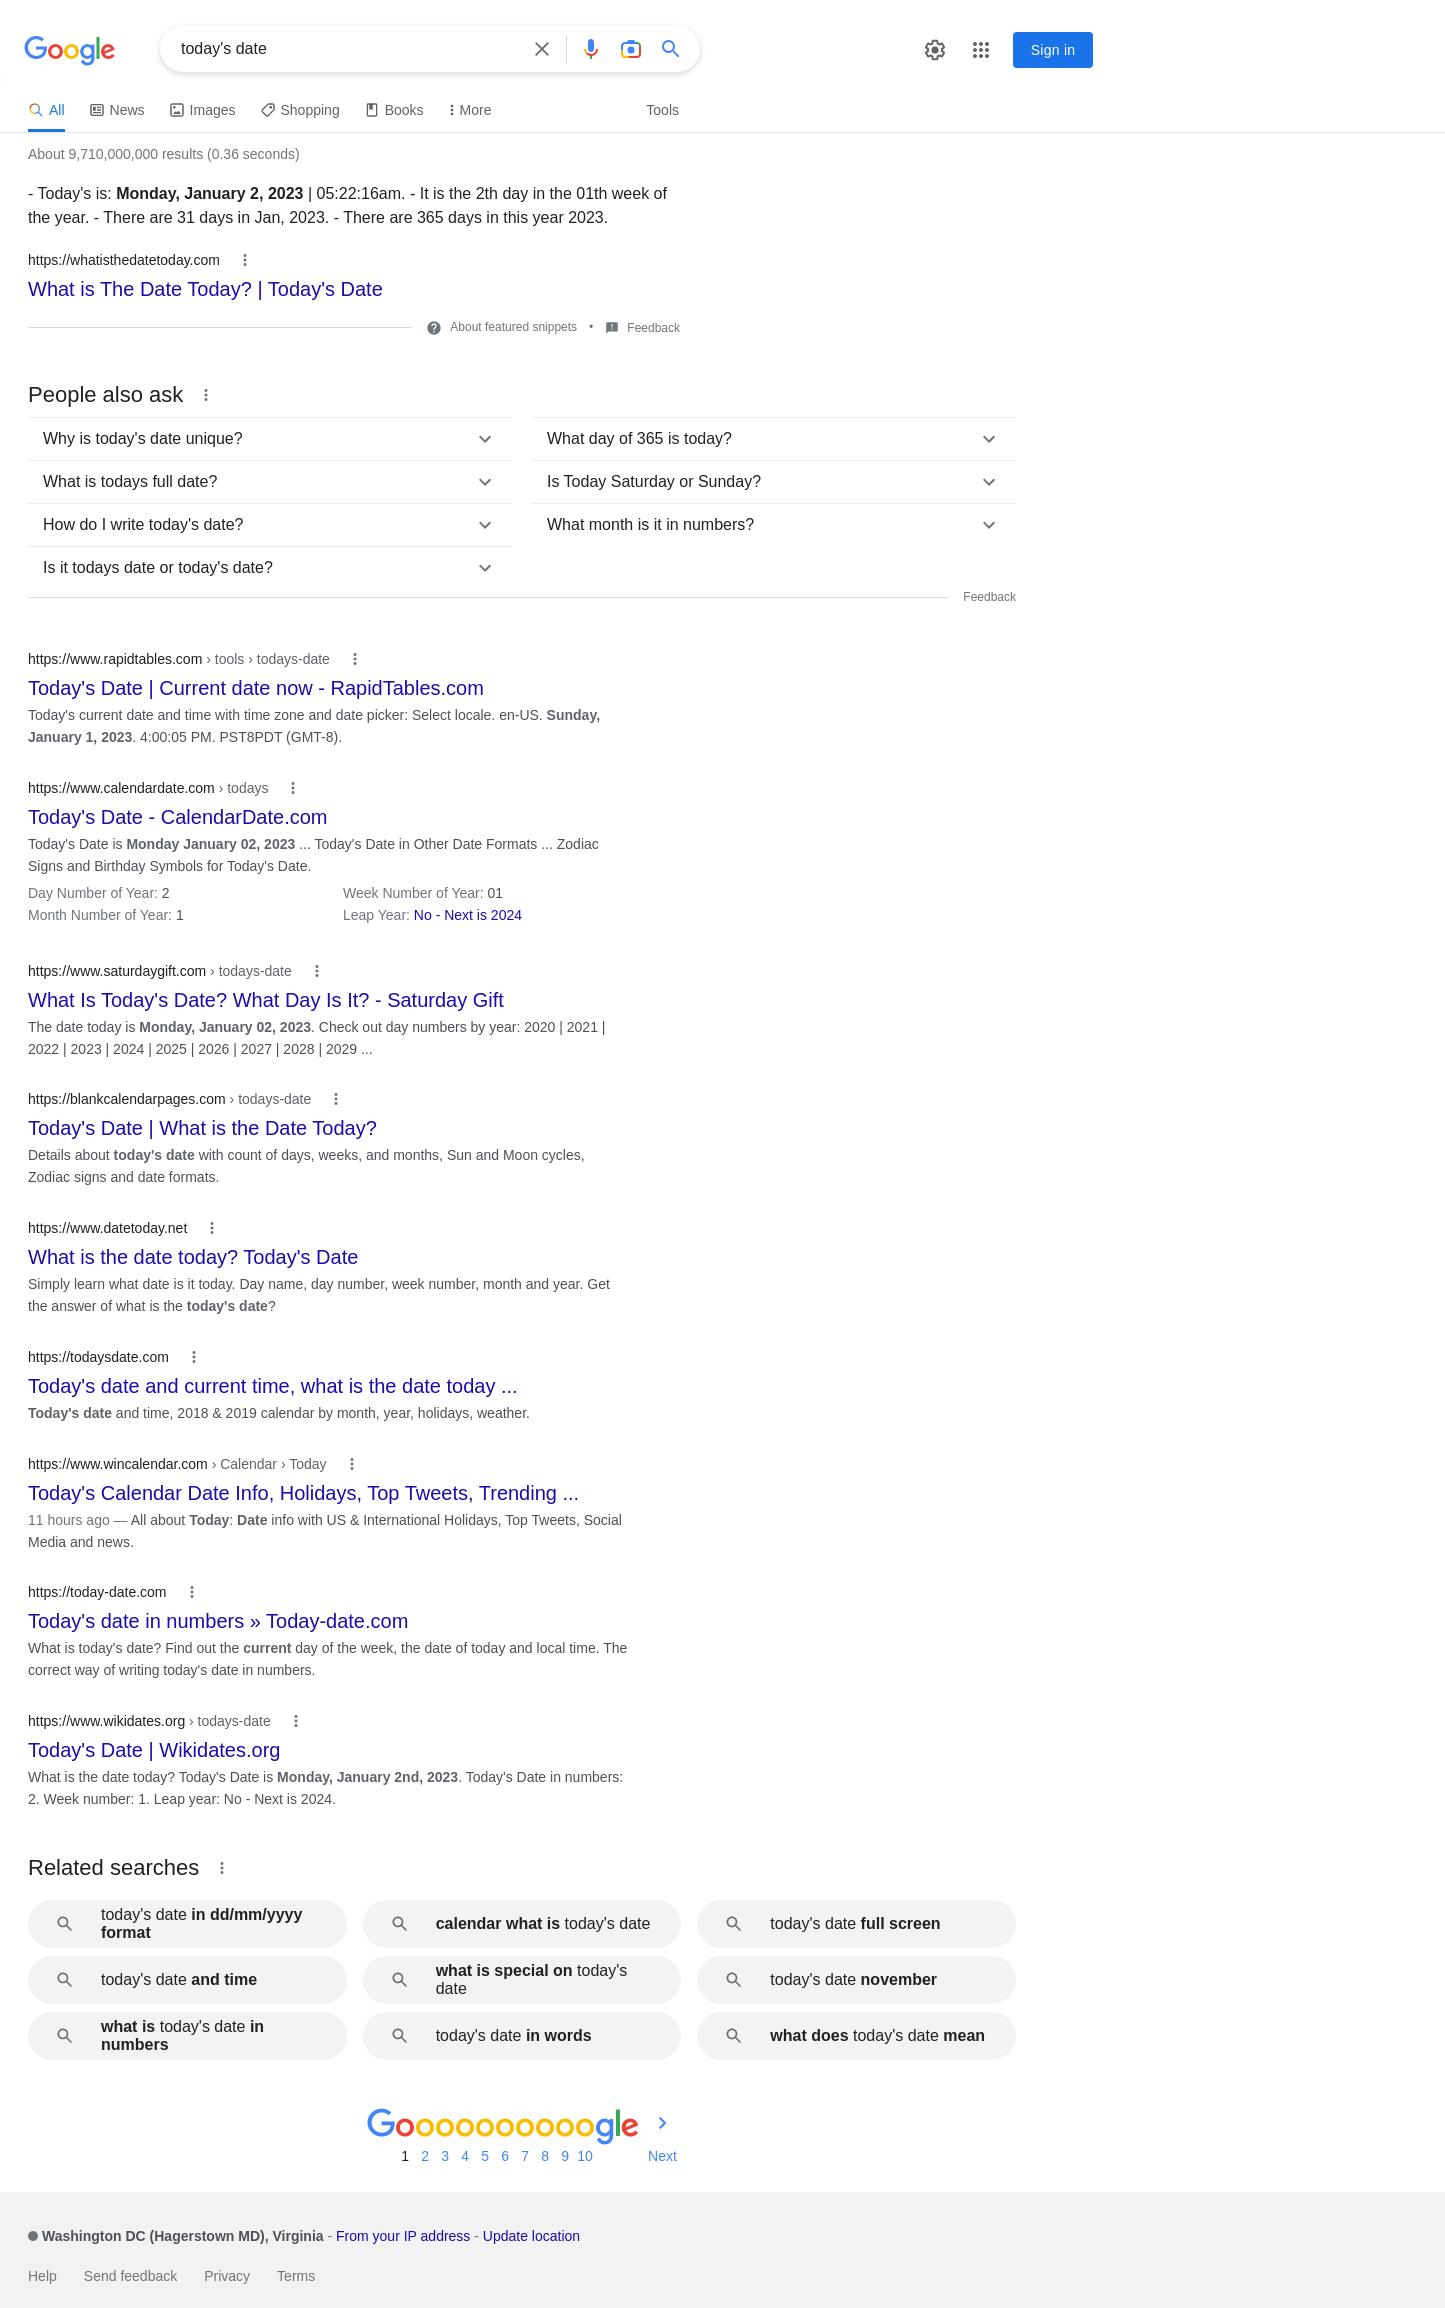 Google
today's date
Sign in
All
News
Images
Shopping
Books
More
Tools
About 9,710,000,000 results (0.36 seconds)
- Today's is: Monday, January 2, 2023 | 05:22:16am. - It is the 2th day in the 01th week of
the year. - There are 31 days in Jan, 2023. - There are 365 days in this year 2023.
https://whatisthedatetoday.com
What is The Date Today? | Today's Date
About featured snippets • Feedback
People also ask
Why is today's date unique?
What is todays full date?
How do I write today's date?
Is it todays date or today's date?
What day of 365 is today?
Is Today Saturday or Sunday?
What month is it in numbers?
Feedback
https://www.rapidtables.com › tools › todays-date
Today's Date | Current date now - RapidTables.com
Today's current date and time with time zone and date picker: Select locale. en-US. Sunday,
January 1, 2023. 4:00:05 PM. PST8PDT (GMT-8).
https://www.calendardate.com › todays
Today's Date - CalendarDate.com
Today's Date is Monday January 02, 2023 ... Today's Date in Other Date Formats ... Zodiac
Signs and Birthday Symbols for Today's Date.
Day Number of Year: 2
Week Number of Year: 01
Month Number of Year: 1
Leap Year: No - Next is 2024
https://www.saturdaygift.com › todays-date
What Is Today's Date? What Day Is It? - Saturday Gift
The date today is Monday, January 02, 2023. Check out day numbers by year: 2020 | 2021 |
2022 | 2023 | 2024 | 2025 | 2026 | 2027 | 2028 | 2029 ...
https://blankcalendarpages.com › todays-date
Today's Date | What is the Date Today?
Details about today's date with count of days, weeks, and months, Sun and Moon cycles,
Zodiac signs and date formats.
https://www.datetoday.net
What is the date today? Today's Date
Simply learn what date is it today. Day name, day number, week number, month and year. Get
the answer of what is the today's date?
https://todaysdate.com
Today's date and current time, what is the date today ...
Today's date and time, 2018 & 2019 calendar by month, year, holidays, weather.
https://www.wincalendar.com › Calendar › Today
Today's Calendar Date Info, Holidays, Top Tweets, Trending ...
11 hours ago — All about Today: Date info with US & International Holidays, Top Tweets, Social
Media and news.
https://today-date.com
Today's date in numbers » Today-date.com
What is today's date? Find out the current day of the week, the date of today and local time. The
correct way of writing today's date in numbers.
https://www.wikidates.org › todays-date
Today's Date | Wikidates.org
What is the date today? Today's Date is Monday, January 2nd, 2023. Today's Date in numbers:
2. Week number: 1. Leap year: No - Next is 2024.
Related searches
today's date in dd/mm/yyyy
format
calendar what is today's date
today's date full screen
today's date and time
what is special on today's
date
today's date november
what is today's date in
numbers
today's date in words
what does today's date mean
Goooooooooogle
1 2 3 4 5 6 7 8 9 10 Next
Washington DC (Hagerstown MD), Virginia - From your IP address - Update location
Help Send feedback Privacy Terms